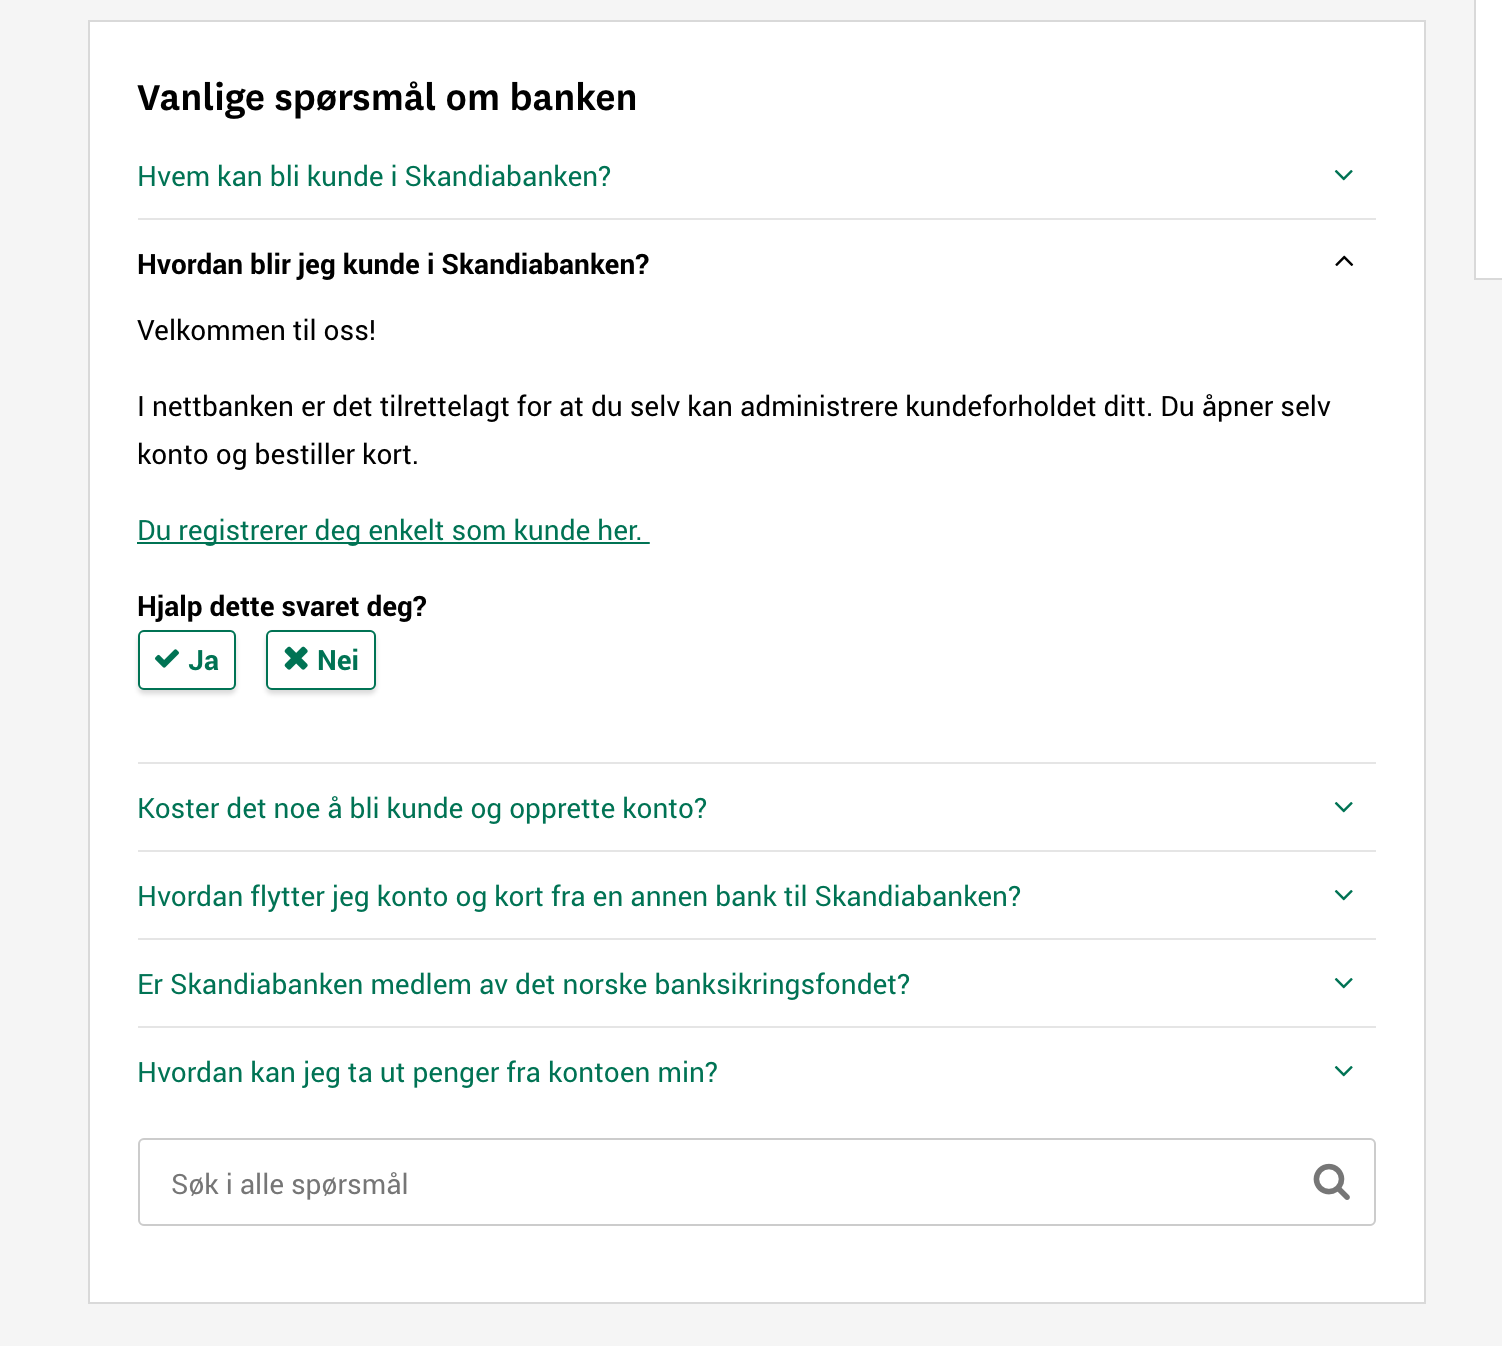 Vanlige spørsmål om banken
Hvem kan bli kunde i Skandiabanken?
Hvordan blir jeg kunde i Skandiabanken?
Velkommen til oss!
I nettbanken er det tilrettelagt for at du selv kan administrere kundeforholdet ditt. Du åpner selv
konto og bestiller kort.
Du registrerer deg enkelt som kunde her.
Hjalp dette svaret deg?
Ja Nei
Koster det noe å bli kunde og opprette konto?
Hvordan flytter jeg konto og kort fra en annen bank til Skandiabanken?
Er Skandiabanken medlem av det norske banksikringsfondet?
Hvordan kan jeg ta ut penger fra kontoen min?
Søk i alle spørsmål